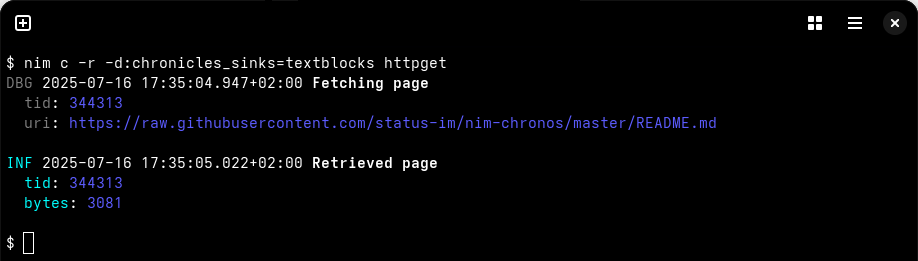 $ nim c -r -d:chronicles_sinks=textblocks httpget
DBG 2025-07-16 17:35:04.947+02:00 Fetching page
  tid: 344313
  uri: https://raw.githubusercontent.com/status-im/nim-chronos/master/README.md

INF 2025-07-16 17:35:05.022+02:00 Retrieved page
  tid: 344313
  bytes: 3081

$